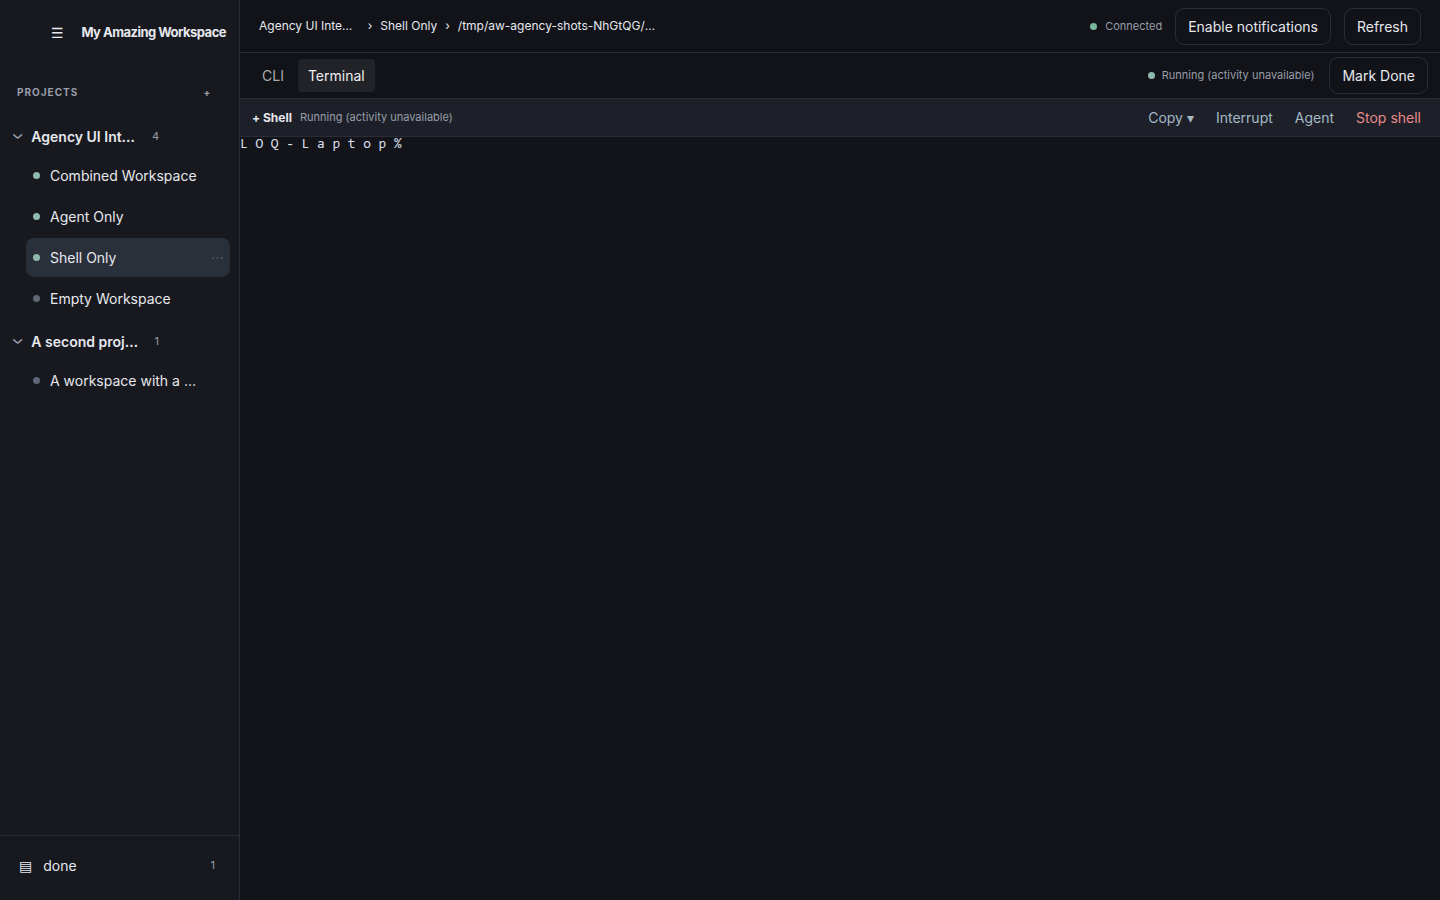 ☰ My Amazing Workspace
PROJECTS +
Agency UI Int... 4
Combined Workspace
Agent Only
Shell Only ...
Empty Workspace
A second proj... 1
A workspace with a ...
done 1
Agency UI Inte... › Shell Only › /tmp/aw-agency-shots-NhGtQG/...
Connected Enable notifications Refresh
CLI Terminal
Running (activity unavailable) Mark Done
+ Shell Running (activity unavailable)
Copy ▾ Interrupt Agent Stop shell
LOQ-Laptop%